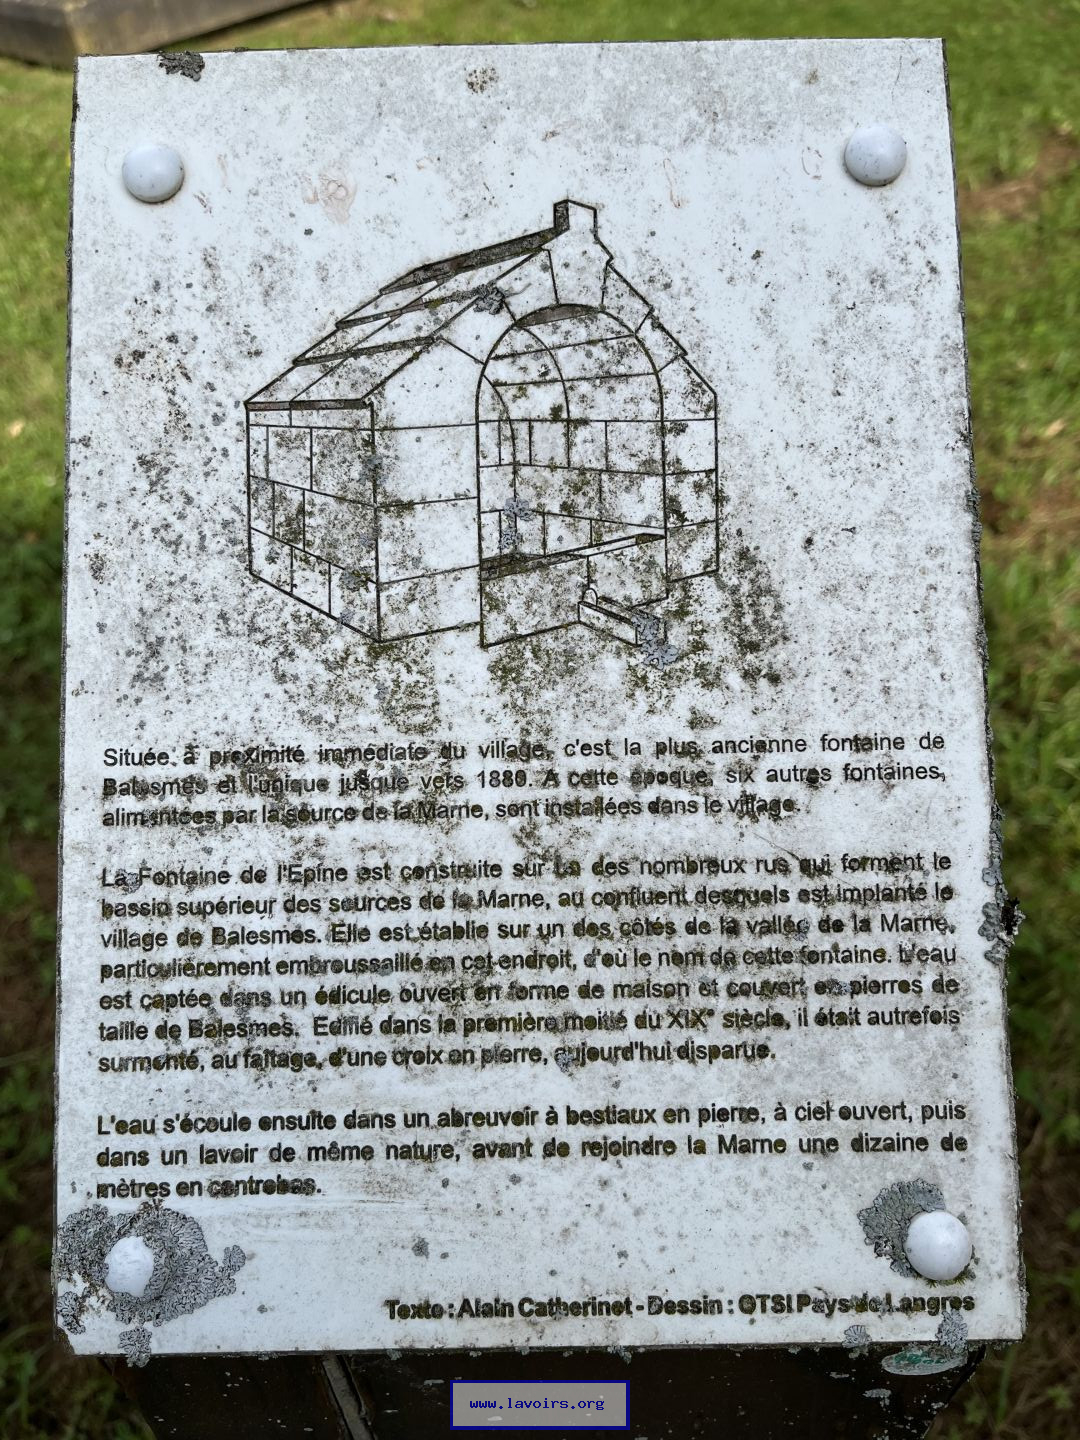 Située à proximité immédiate du village, c'est la plus ancienne fontaine de
Balesmes et l'unique jusque vers 1880. A cette époque, six autres fontaines,
alimentées par la source de la Marne, sont installées dans le village.
La Fontaine de l'Epine est construite sur un des nombreux rus qui forment le
bassin supérieur des sources de la Marne, au confluent desquels est implanté le
village de Balesmes. Elle est établie sur un des côtés de la vallée de la Marne,
particulièrement embroussaillé en cet endroit, d'où le nom de cette fontaine. L'eau
est captée dans un édicule ouvert en forme de maison et couvert en pierres de
taille de Balesmes. Edifié dans la première moitié du XIX° siècle, il était autrefois
surmonté, au faîtage, d'une croix en pierre, aujourd'hui disparue.
L'eau s'écoule ensuite dans un abreuvoir à bestiaux en pierre, à ciel ouvert, puis
dans un lavoir de même nature, avant de rejoindre la Marne une dizaine de
mètres en contrebas.
Texte : Alain Catherinet - Dessin : OTSI Pays de Langres
www.lavoirs.org